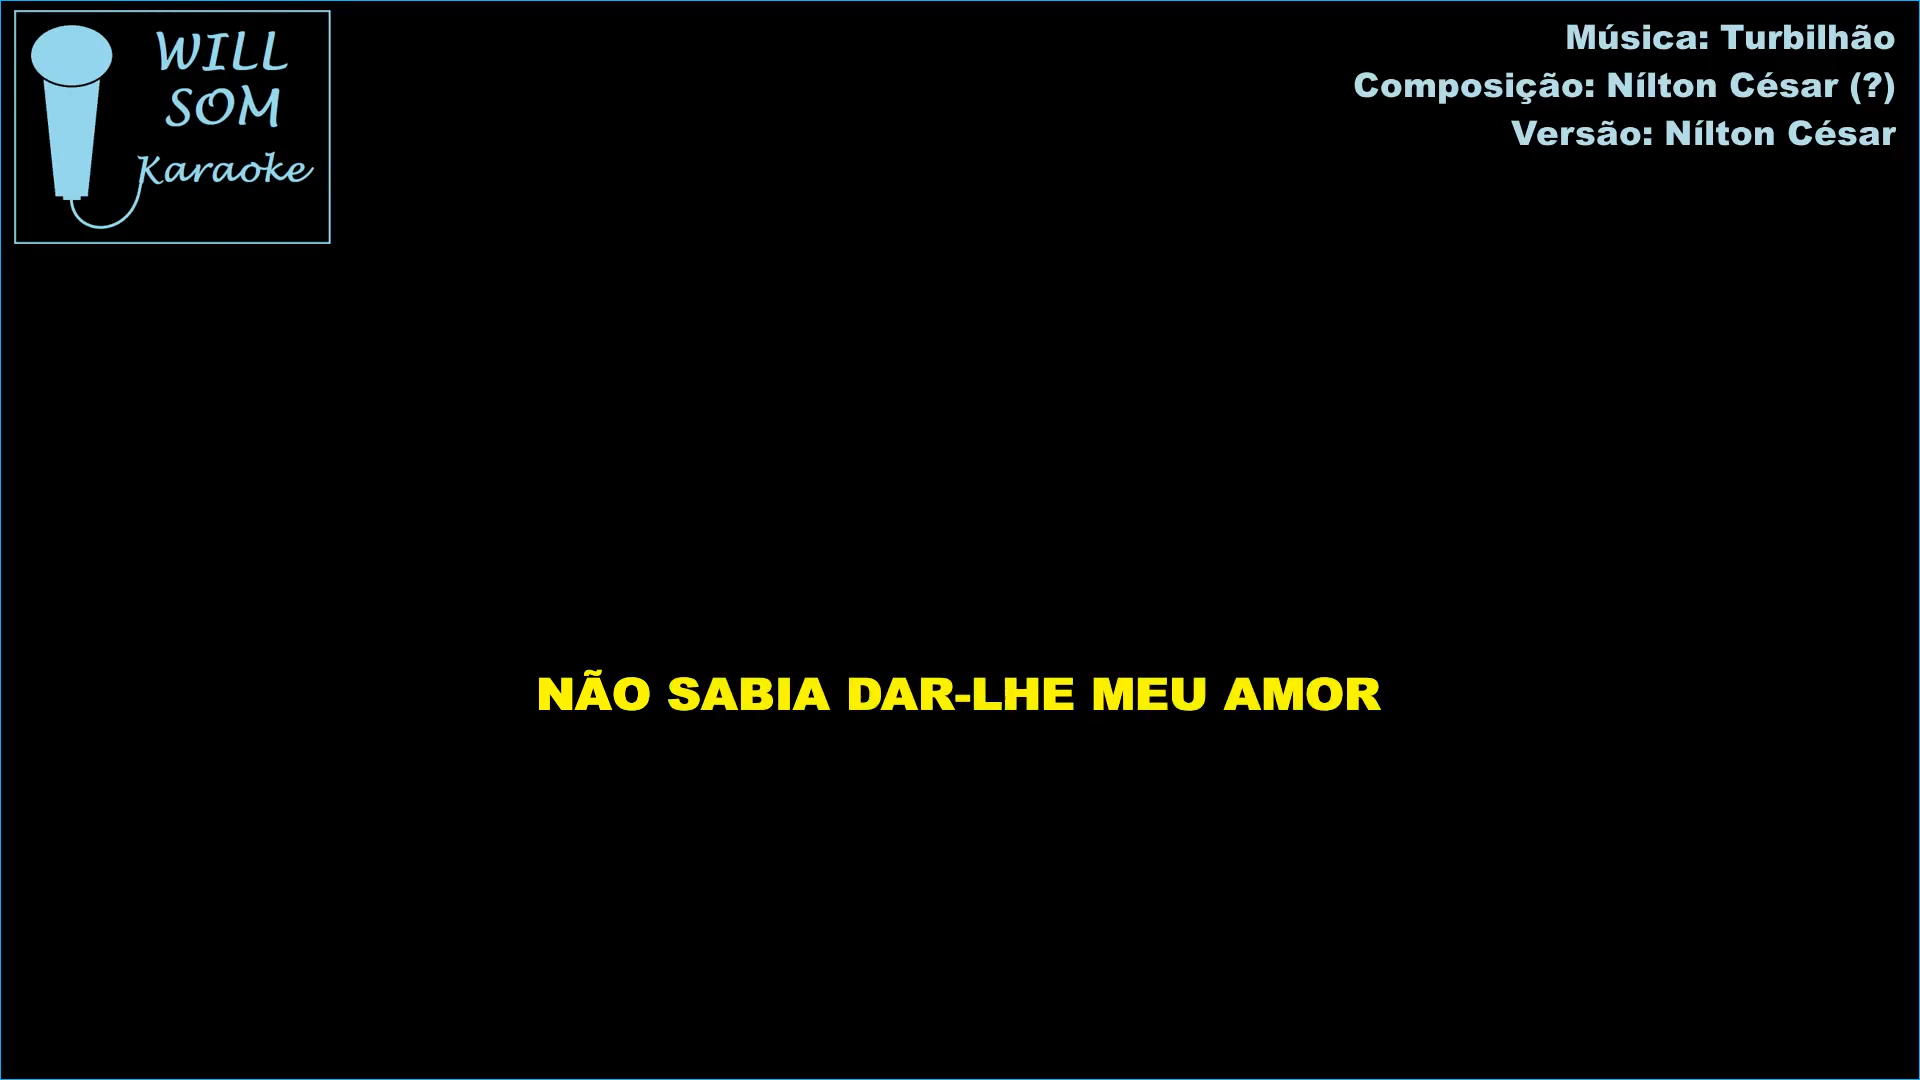 WILL
SOM
Karaoke
Música: Turbilhão
Composição: Nílton César (?)
Versão: Nílton César
NÃO SABIA DAR-LHE MEU AMOR